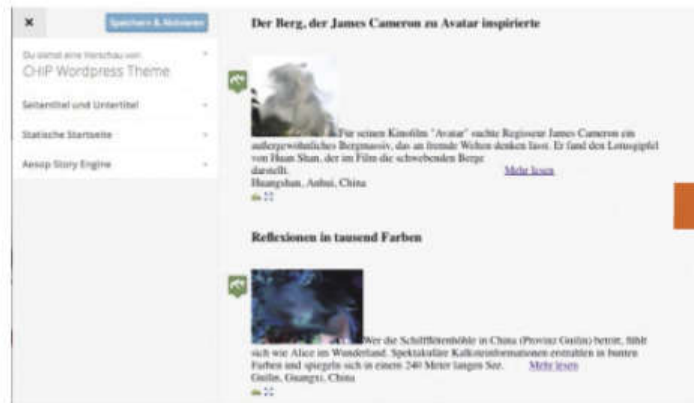 ×
Speichern & Aktivieren
Du siehst eine Vorschau von
CHIP Wordpress Theme
Seitentitel und Untertitel
Statische Startseite
Aesop Story Engine
Der Berg, der James Cameron zu Avatar inspirierte
Für seinen Kinofilm "Avatar" suchte Regisseur James Cameron ein
außergewöhnliches Bergmassiv, das an fremde Welten denken lässt. Er fand den Lotusgipfel
von Huan Shan, der im Film die schwebenden Berge
darstellt. Mehr lesen
Huangshan, Anhui, China
Reflexionen in tausend Farben
Wer die Schilfflötenhöhle in China (Provinz Guilin) betritt, fühlt
sich wie Alice im Wunderland. Spektakuläre Kalksteinformationen erstrahlen in bunten
Farben und spiegeln sich in einem 240 Meter langen See. Mehr lesen
Guilin, Guangxi, China